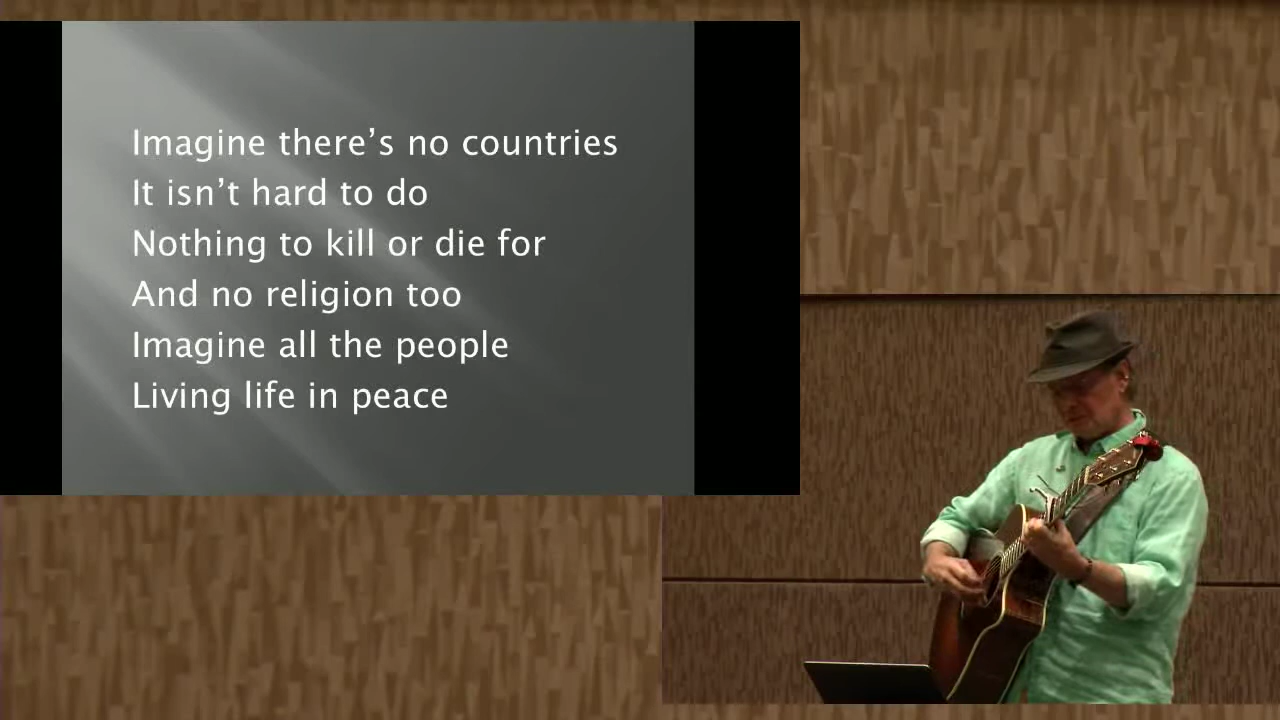 Imagine there’s no countries
It isn’t hard to do
Nothing to kill or die for
And no religion too
Imagine all the people
Living life in peace